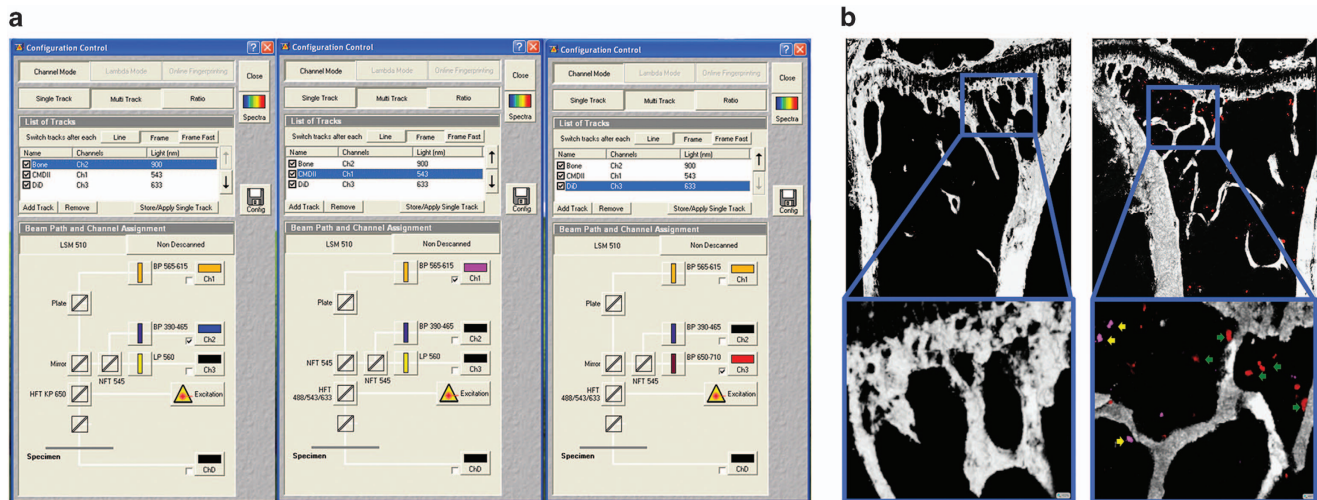 a
b
Configuration Control
Channel Mode Lambda Mode Online Fingerprinting
Close
Single Track Multi Track Ratio
Spectra
List of Tracks
Switch tracks after each Line Frame Frame Fast
Name Channels Light (nm)
Bone Ch2 900
CMDII Ch1 543
DiD Ch3 633
Add Track Remove Store/Apply Single Track
Config
Beam Path and Channel Assignment
LSM 510 Non Descanned
BP 565-615
Ch1
Plate
BP 390-465
Ch2
Mirror
LP 560
Ch3
NFT 545
HFT KP 650
Excitation
Specimen
ChD
Configuration Control
Channel Mode Lambda Mode Online Fingerprinting
Close
Single Track Multi Track Ratio
Spectra
List of Tracks
Switch tracks after each Line Frame Frame Fast
Name Channels Light (nm)
Bone Ch2 900
CMDII Ch1 543
DiD Ch3 633
Add Track Remove Store/Apply Single Track
Config
Beam Path and Channel Assignment
LSM 510 Non Descanned
BP 565-615
Ch1
Plate
BP 390-465
Ch2
NFT 545
LP 560
Ch3
NFT 545
HFT
488/543/633
Excitation
Specimen
ChD
Configuration Control
Channel Mode Lambda Mode Online Fingerprinting
Close
Single Track Multi Track Ratio
Spectra
List of Tracks
Switch tracks after each Line Frame Frame Fast
Name Channels Light (nm)
Bone Ch2 900
CMDII Ch1 543
DiD Ch3 633
Add Track Remove Store/Apply Single Track
Config
Beam Path and Channel Assignment
LSM 510 Non Descanned
BP 565-615
Ch1
Plate
BP 390-465
Ch2
Mirror
BP 650-710
Ch3
NFT 545
HFT
488/543/633
Excitation
Specimen
ChD